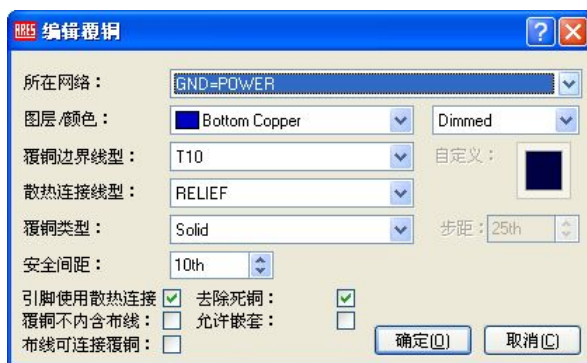 ARES 编辑覆铜
所在网络： GND=POWER
图层/颜色： Bottom Copper Dimmed
覆铜边界线型： T10 自定义：
散热连接线型： RELIEF
覆铜类型： Solid 步距： 25th
安全间距： 10th
引脚使用散热连接 去除死铜：
覆铜不内含布线： 允许嵌套：
布线可连接覆铜： 确定(O) 取消(C)